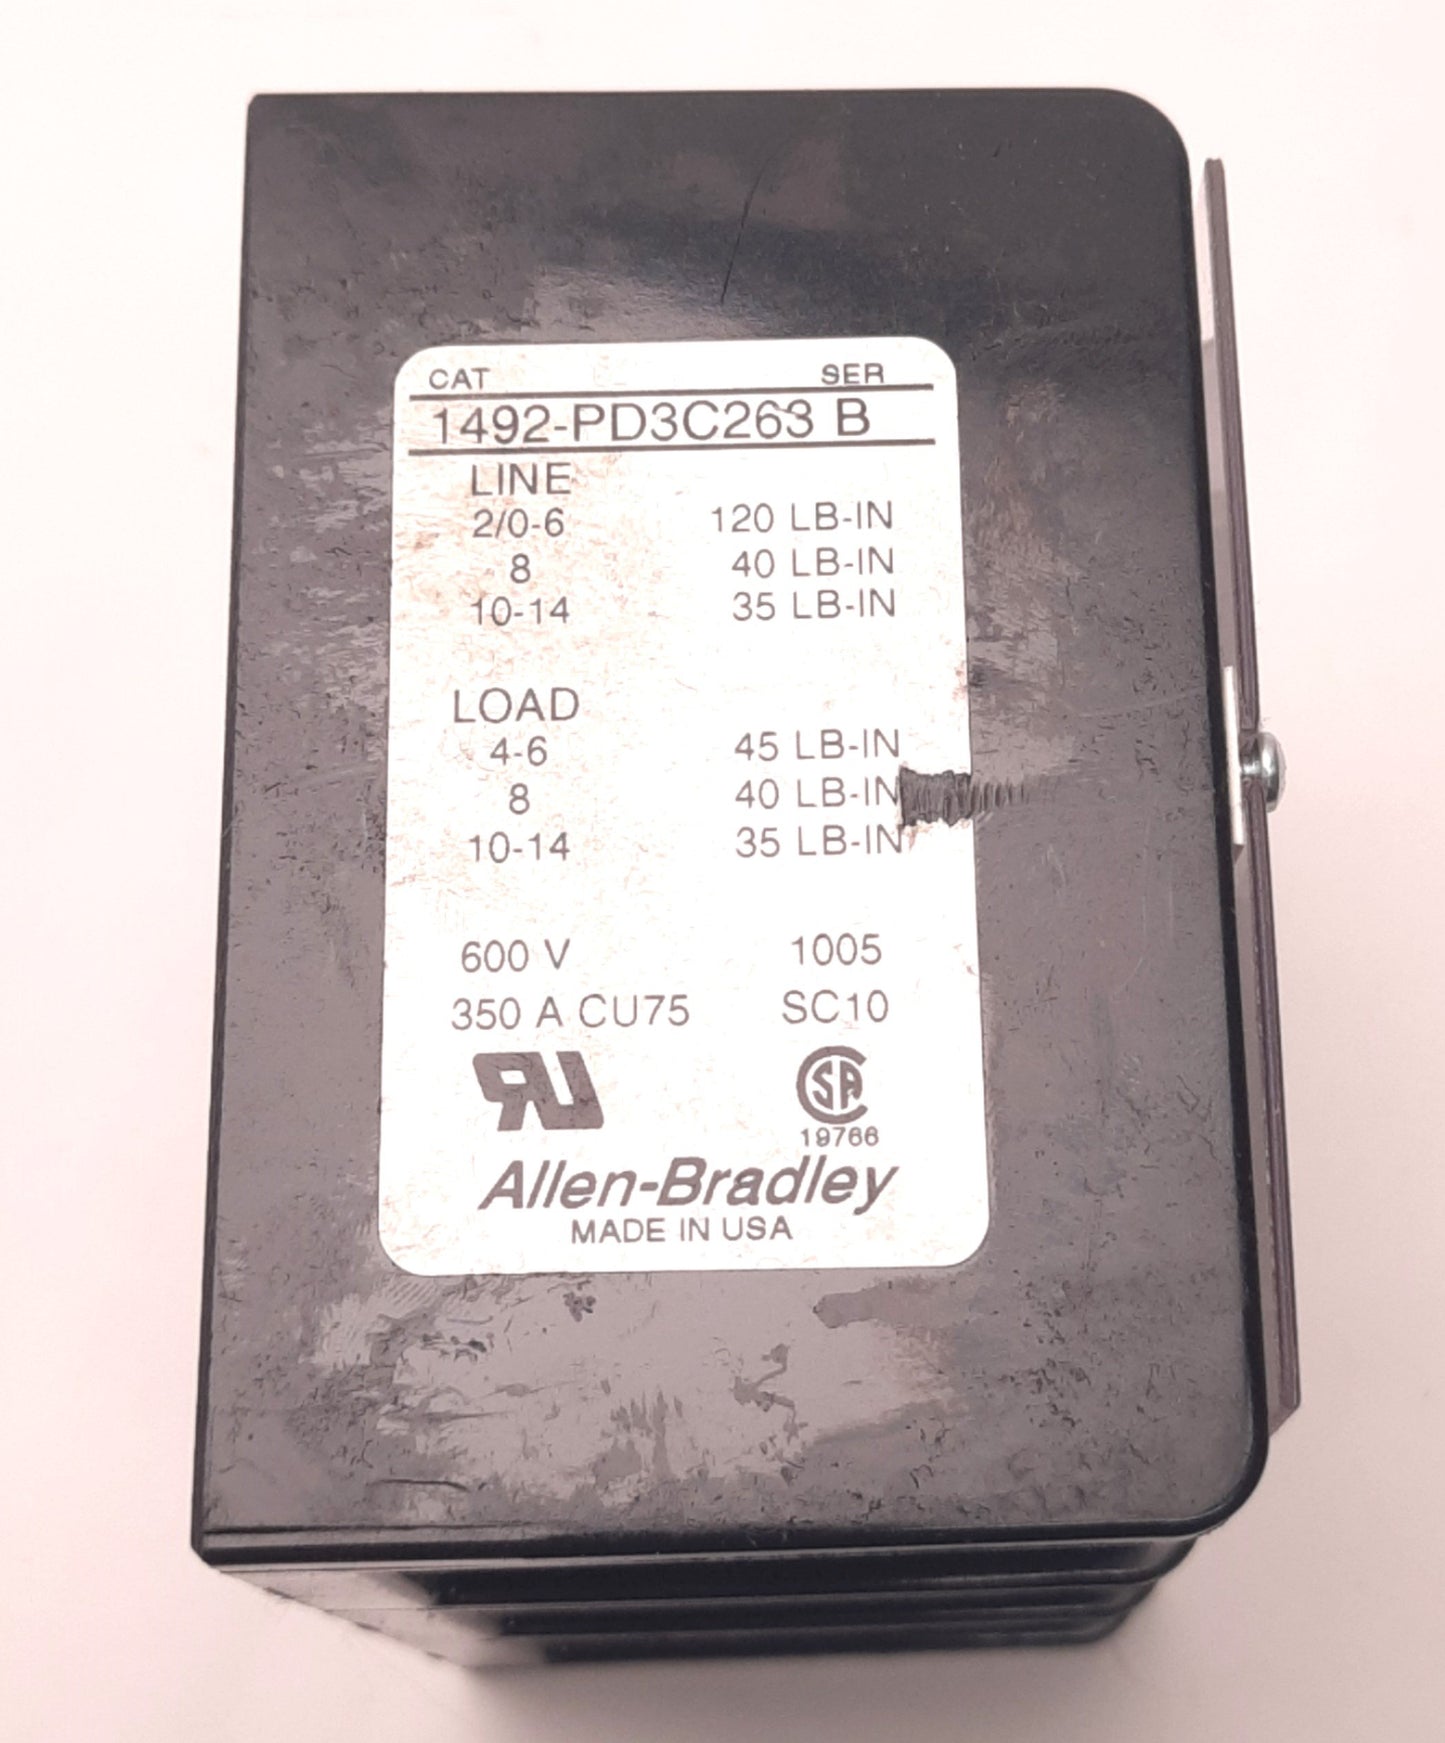 CAT SER
1492-PD3C263 B
LINE
2/0-6 120 LB-IN
8 40 LB-IN
10-14 35 LB-IN
LOAD
4-6 45 LB-IN
8 40 LB-IN
10-14 35 LB-IN
600 V 1005
350 A CU75 SC10
RU SA
19766
Allen-Bradley
MADE IN USA